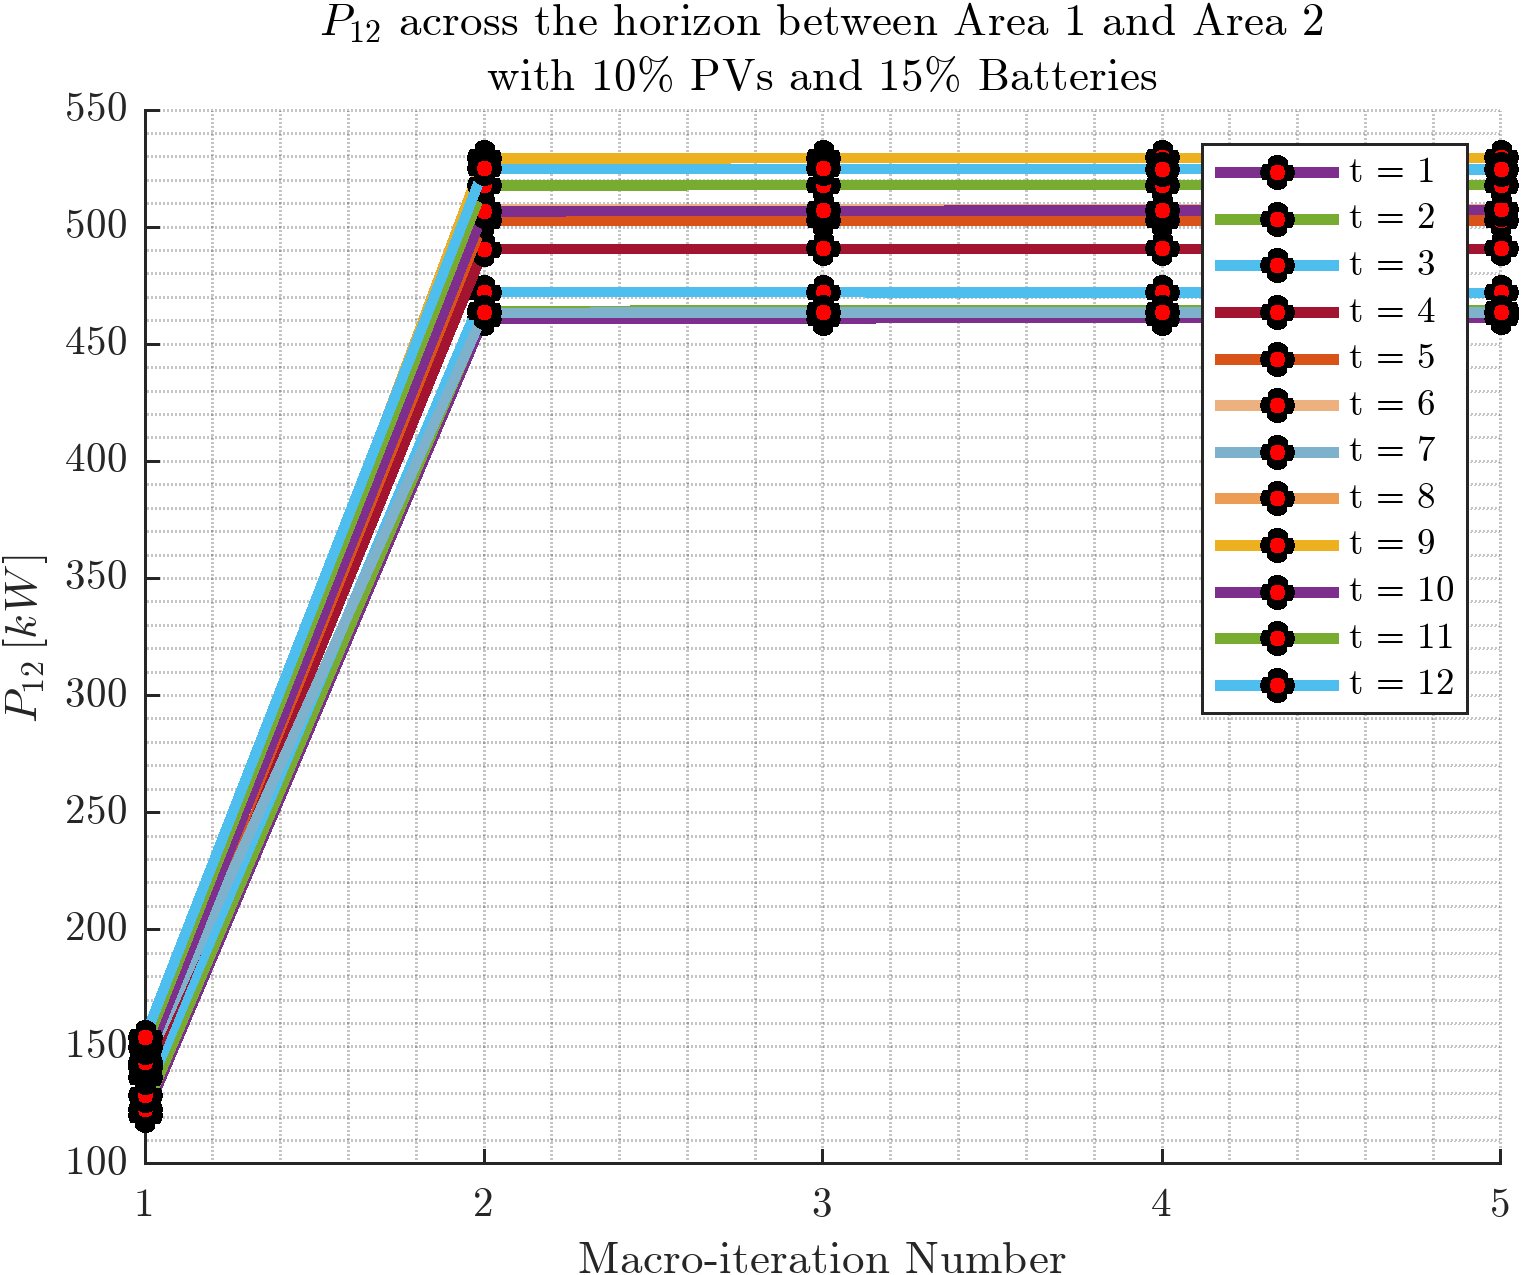 P₁₂ across the horizon between Area 1 and Area 2
with 10% PVs and 15% Batteries
550
500
450
400
350
300
250
200
150
100
P₁₂ [kW]
1
2
3
4
5
Macro-iteration Number
t = 1
t = 2
t = 3
t = 4
t = 5
t = 6
t = 7
t = 8
t = 9
t = 10
t = 11
t = 12